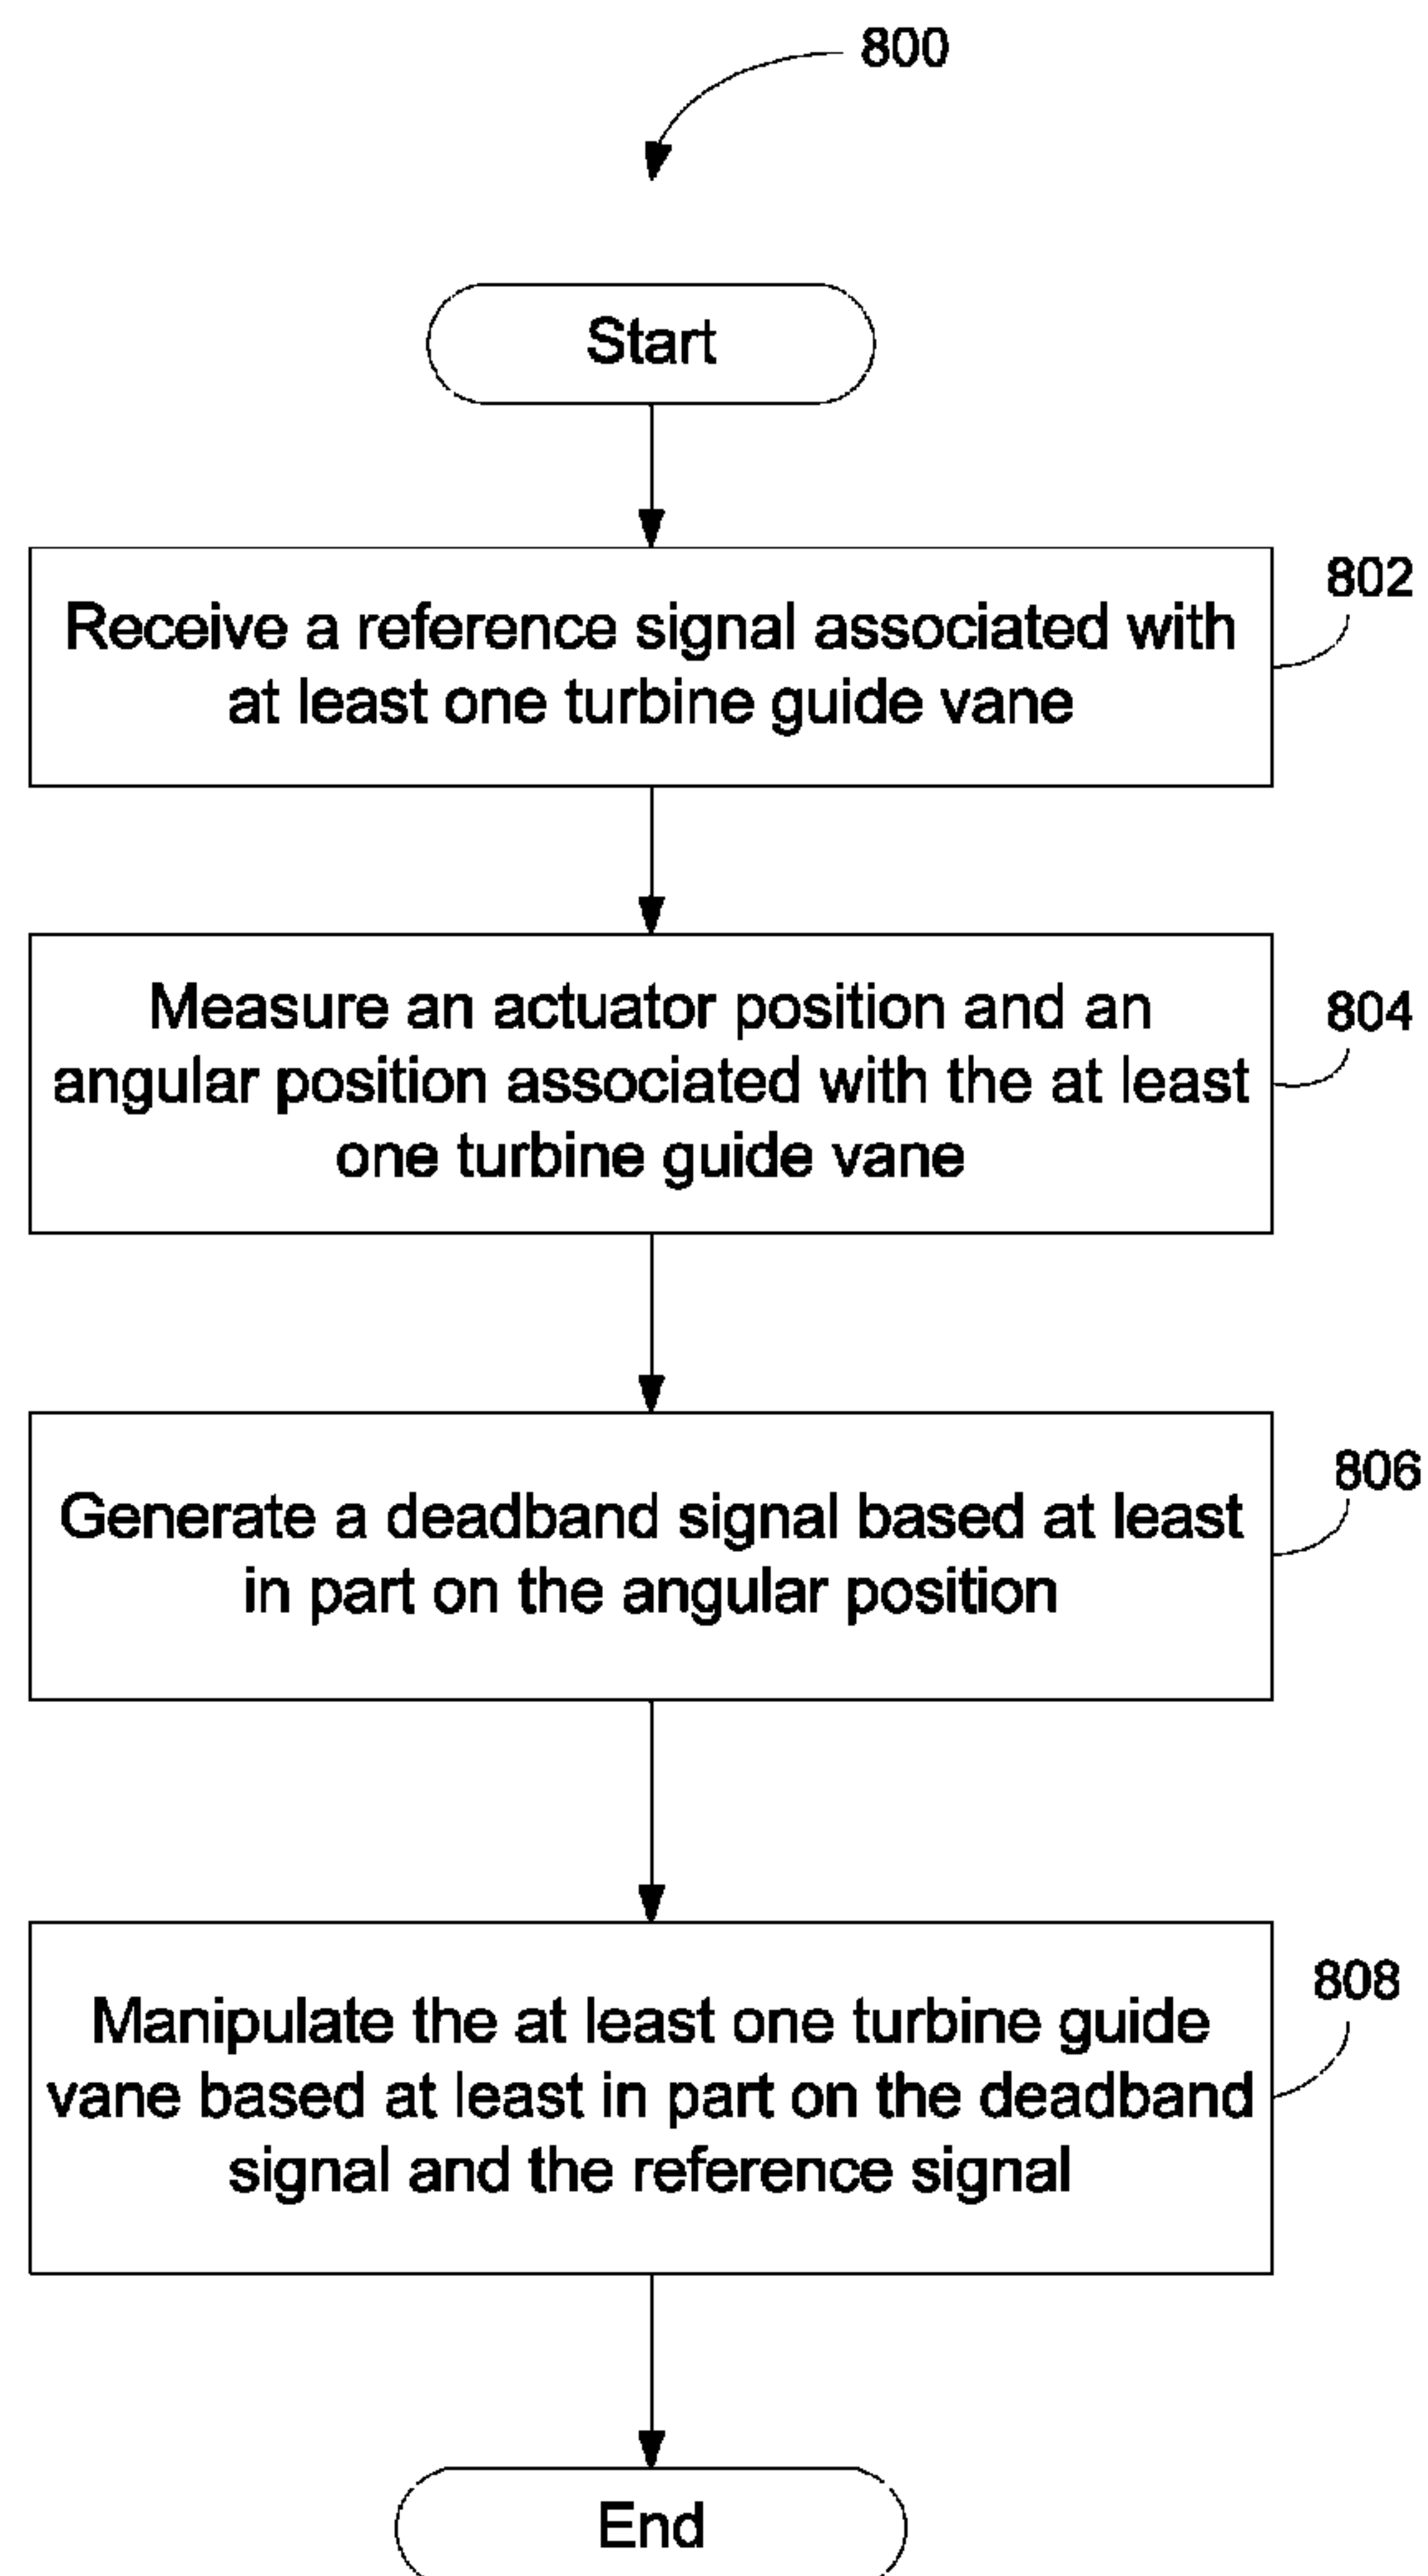 800
Start
Receive a reference signal associated with
at least one turbine guide vane
802
Measure an actuator position and an
angular position associated with the at least
one turbine guide vane
804
Generate a deadband signal based at least
in part on the angular position
806
Manipulate the at least one turbine guide
vane based at least in part on the deadband
signal and the reference signal
808
End